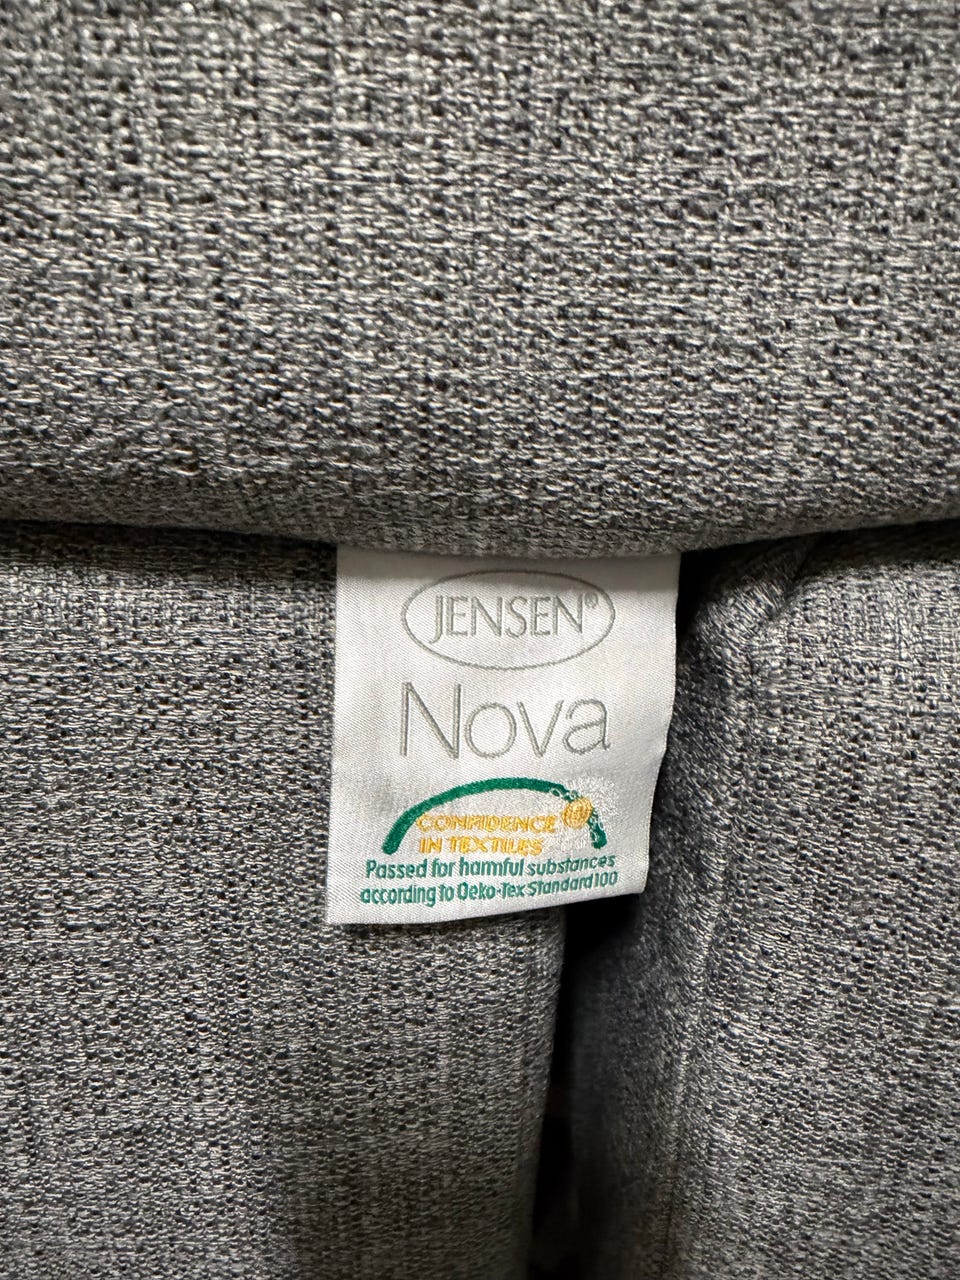 JENSEN®
Nova
CONFIDENCE
IN TEXTILES
Passed for harmful substances
according to Oeko-Tex Standard 100